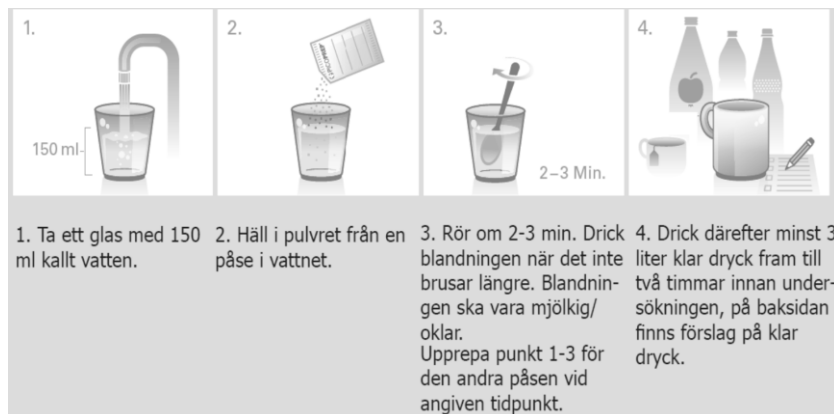 1.
150 ml
2.
CITRAFLEET
3.
2–3 Min.
4.
1. Ta ett glas med 150
ml kallt vatten.
2. Häll i pulvret från en
påse i vattnet.
3. Rör om 2-3 min. Drick
blandningen när det inte
brusar längre. Blandnin-
gen ska vara mjölkig/
oklar.
Upprepa punkt 1-3 för
den andra påsen vid
angiven tidpunkt.
4. Drick därefter minst 3
liter klar dryck fram till
två timmar innan under-
sökningen, på baksidan
finns förslag på klar
dryck.